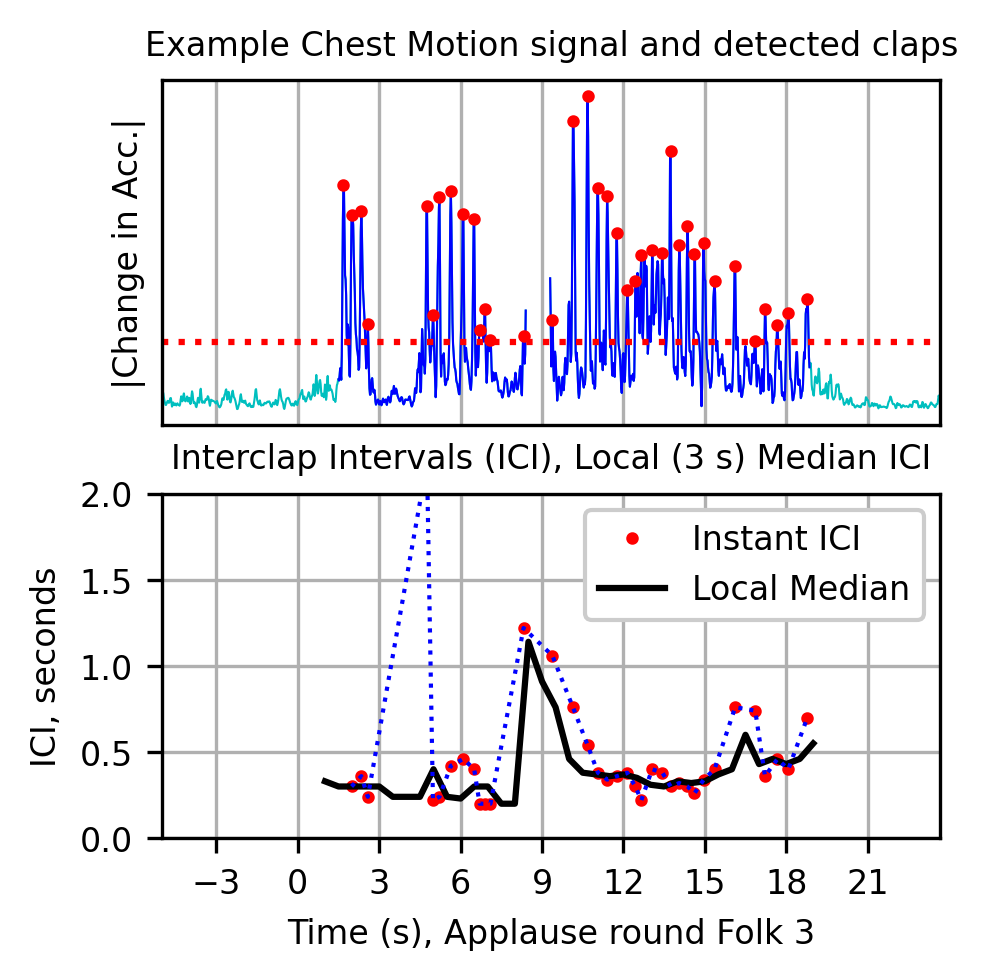 Example Chest Motion signal and detected claps
|Change in Acc.|
Interclap Intervals (ICI), Local (3 s) Median ICI
2.0
1.5
1.0
0.5
0.0
ICI, seconds
Instant ICI
Local Median
−3 0 3 6 9 12 15 18 21
Time (s), Applause round Folk 3